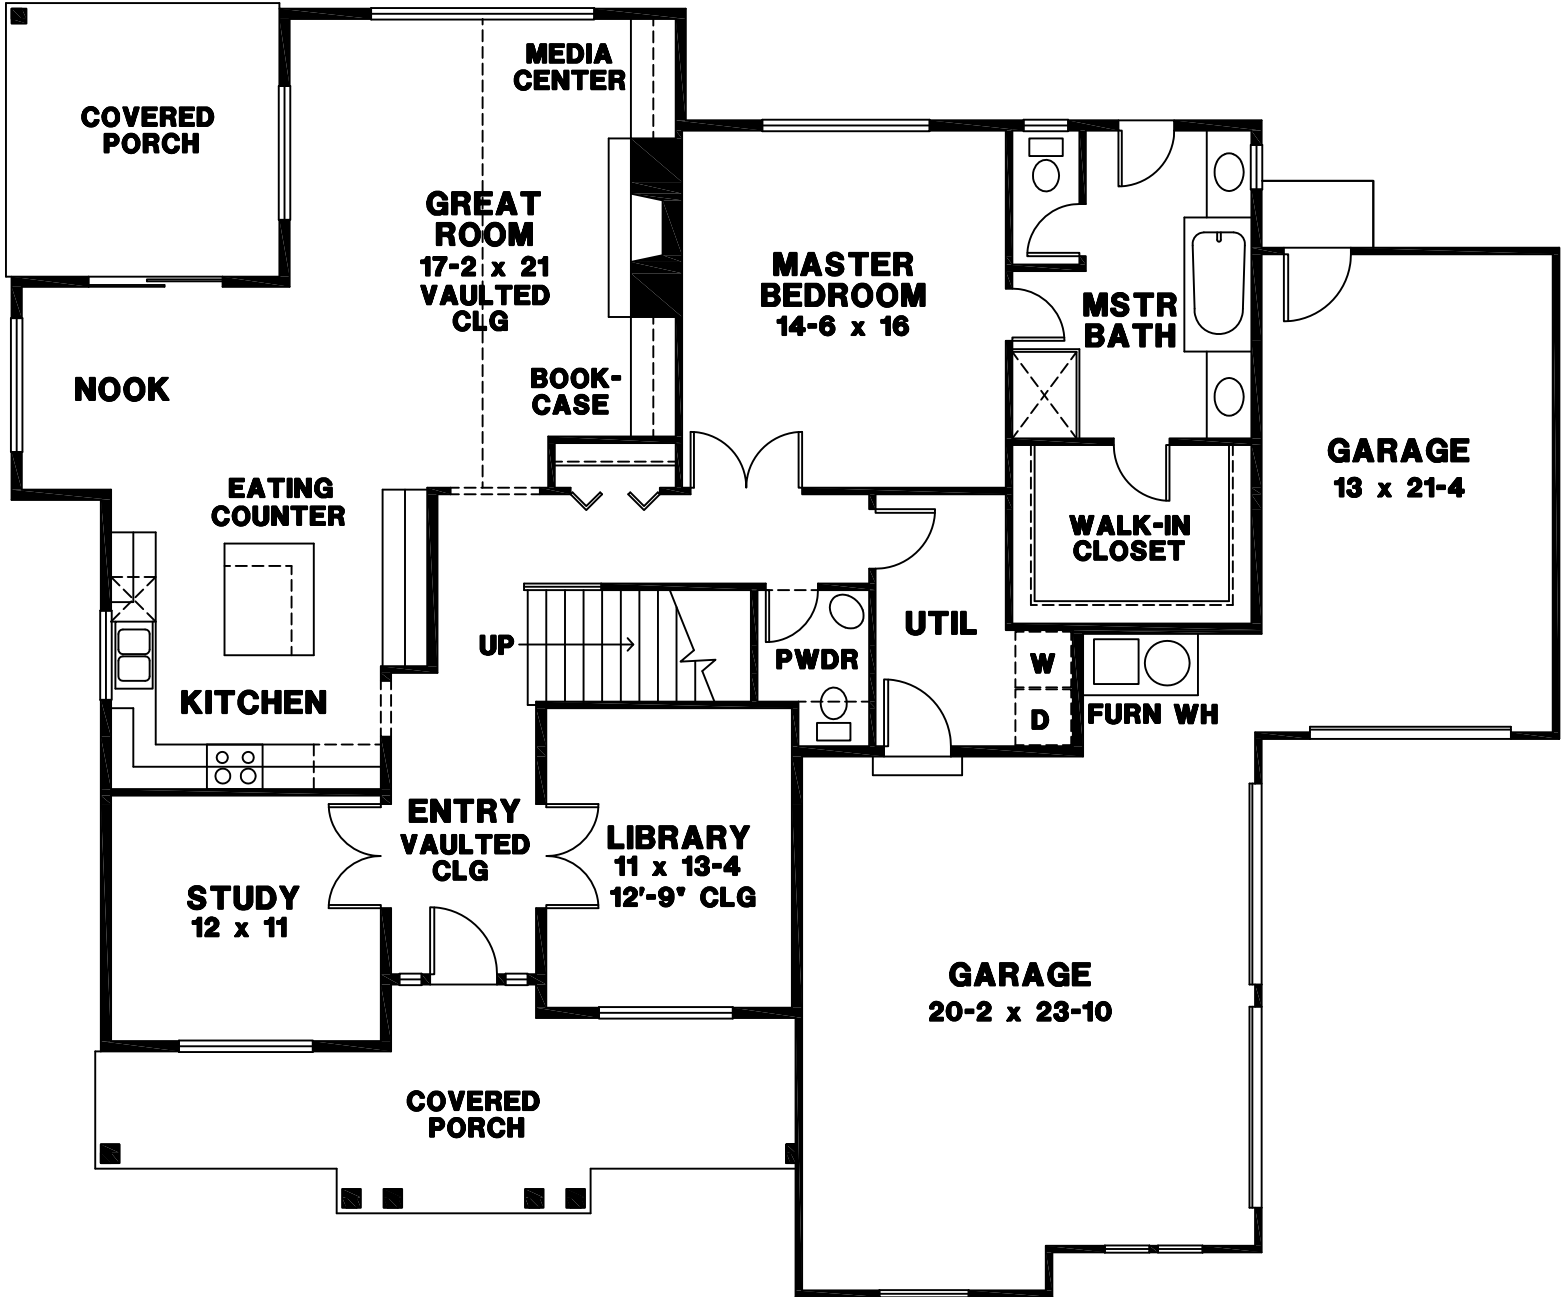 MEDIA
CENTER
COVERED
PORCH
GREAT
ROOM
17-2 x 21
VAULTED
CLG
MASTER
BEDROOM
14-6 x 16
MSTR
BATH
BOOK-
CASE
NOOK
GARAGE
13 x 21-4
EATING
COUNTER
WALK-IN
CLOSET
UTIL
UP
PWDR
W
D
FURN WH
KITCHEN
ENTRY
VAULTED
CLG
LIBRARY
11 x 13-4
12'-9" CLG
STUDY
12 x 11
GARAGE
20-2 x 23-10
COVERED
PORCH